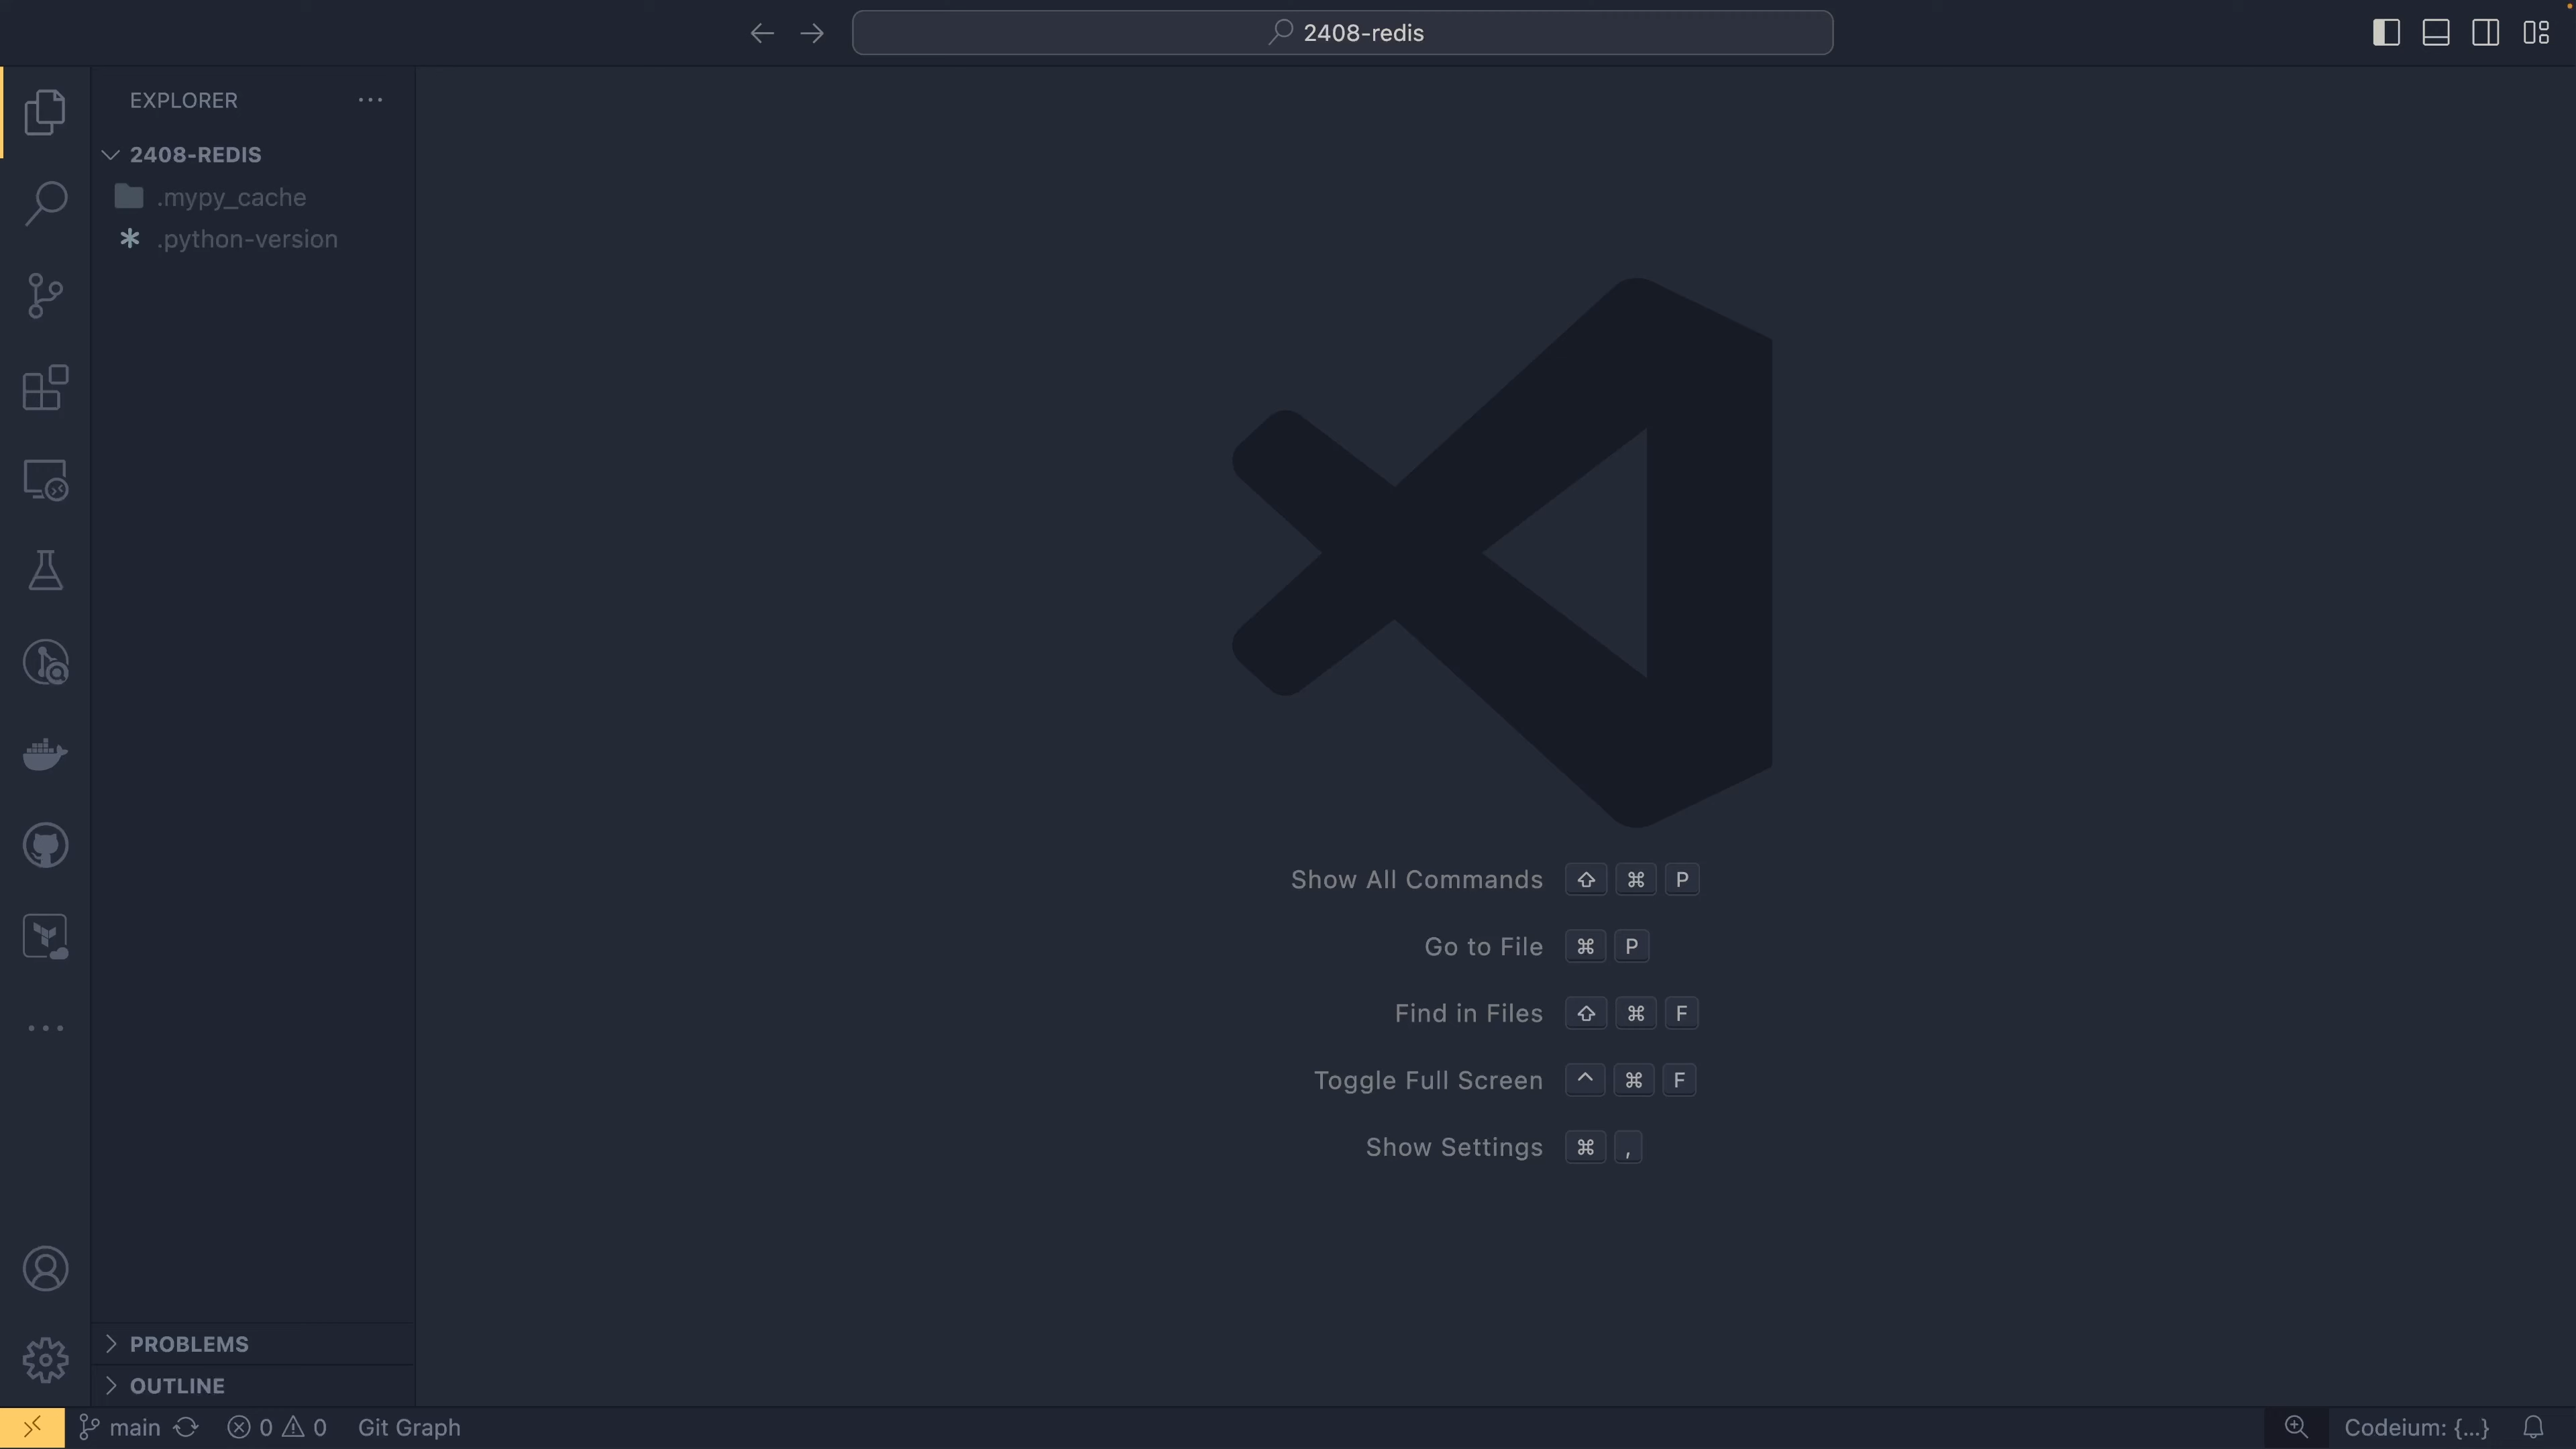 2408-redis
EXPLORER
2408-REDIS
.mypy_cache
.python-version
Show All Commands ⇧ ⌘ P
Go to File ⌘ P
Find in Files ⇧ ⌘ F
Toggle Full Screen ^ ⌘ F
Show Settings ⌘ ,
PROBLEMS
OUTLINE
main 0 0 Git Graph Codeium: {...}